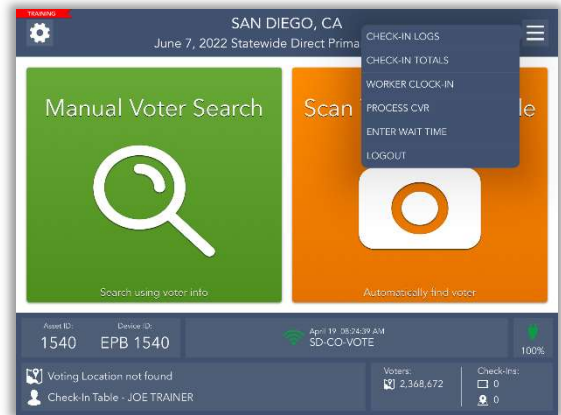 TRAINING
SAN DIEGO, CA
June 7, 2022 Statewide Direct Prima
CHECK-IN LOGS
CHECK-IN TOTALS
WORKER CLOCK-IN
PROCESS CVR
ENTER WAIT TIME
LOGOUT
Manual Voter Search
Search using voter info
Scan
Automatically find voter
Asset ID:
1540
Device ID:
EPB 1540
April 19 08:24:39 AM
SD-CO-VOTE
100%
Voting Location not found
Check-In Table - JOE TRAINER
Voters:
2,368,672
Check-Ins:
0
0